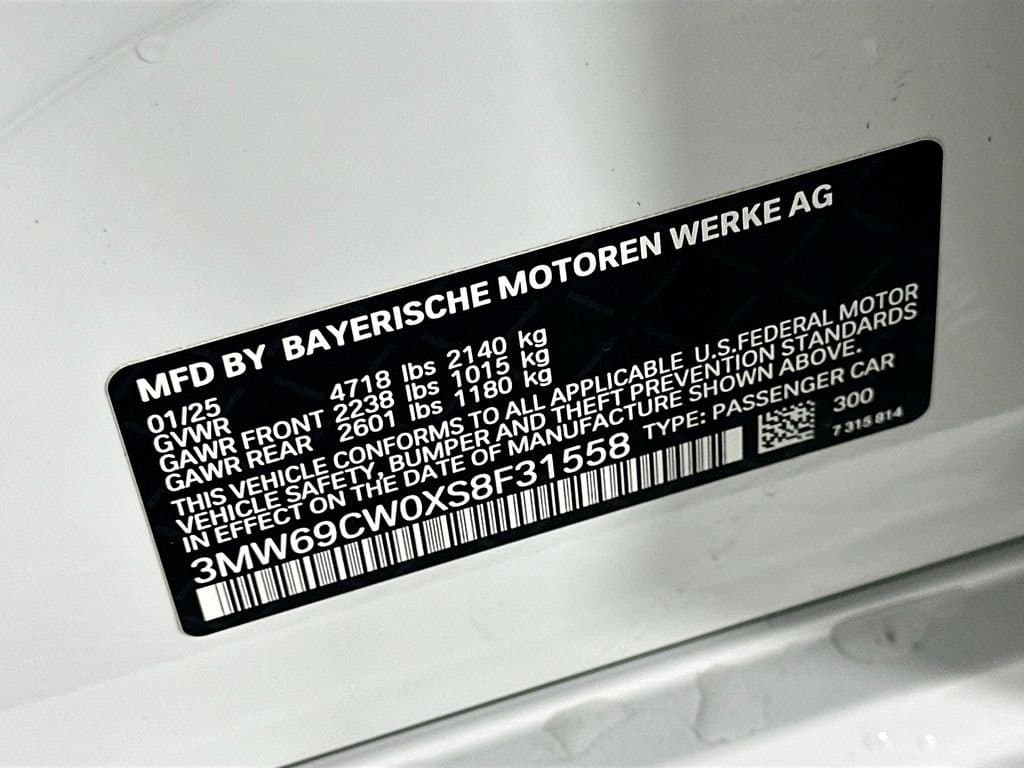 MFD BY BAYERISCHE MOTOREN WERKE AG
01/25
GVWR 4718 lbs 2140 kg
GAWR FRONT 2238 lbs 1015 kg
GAWR REAR 2601 lbs 1180 kg
THIS VEHICLE CONFORMS TO ALL APPLICABLE U.S.FEDERAL MOTOR
VEHICLE SAFETY, BUMPER AND THEFT PREVENTION STANDARDS
IN EFFECT ON THE DATE OF MANUFACTURE SHOWN ABOVE.
3MW69CW0XS8F31558 TYPE: PASSENGER CAR
300
7 315 814